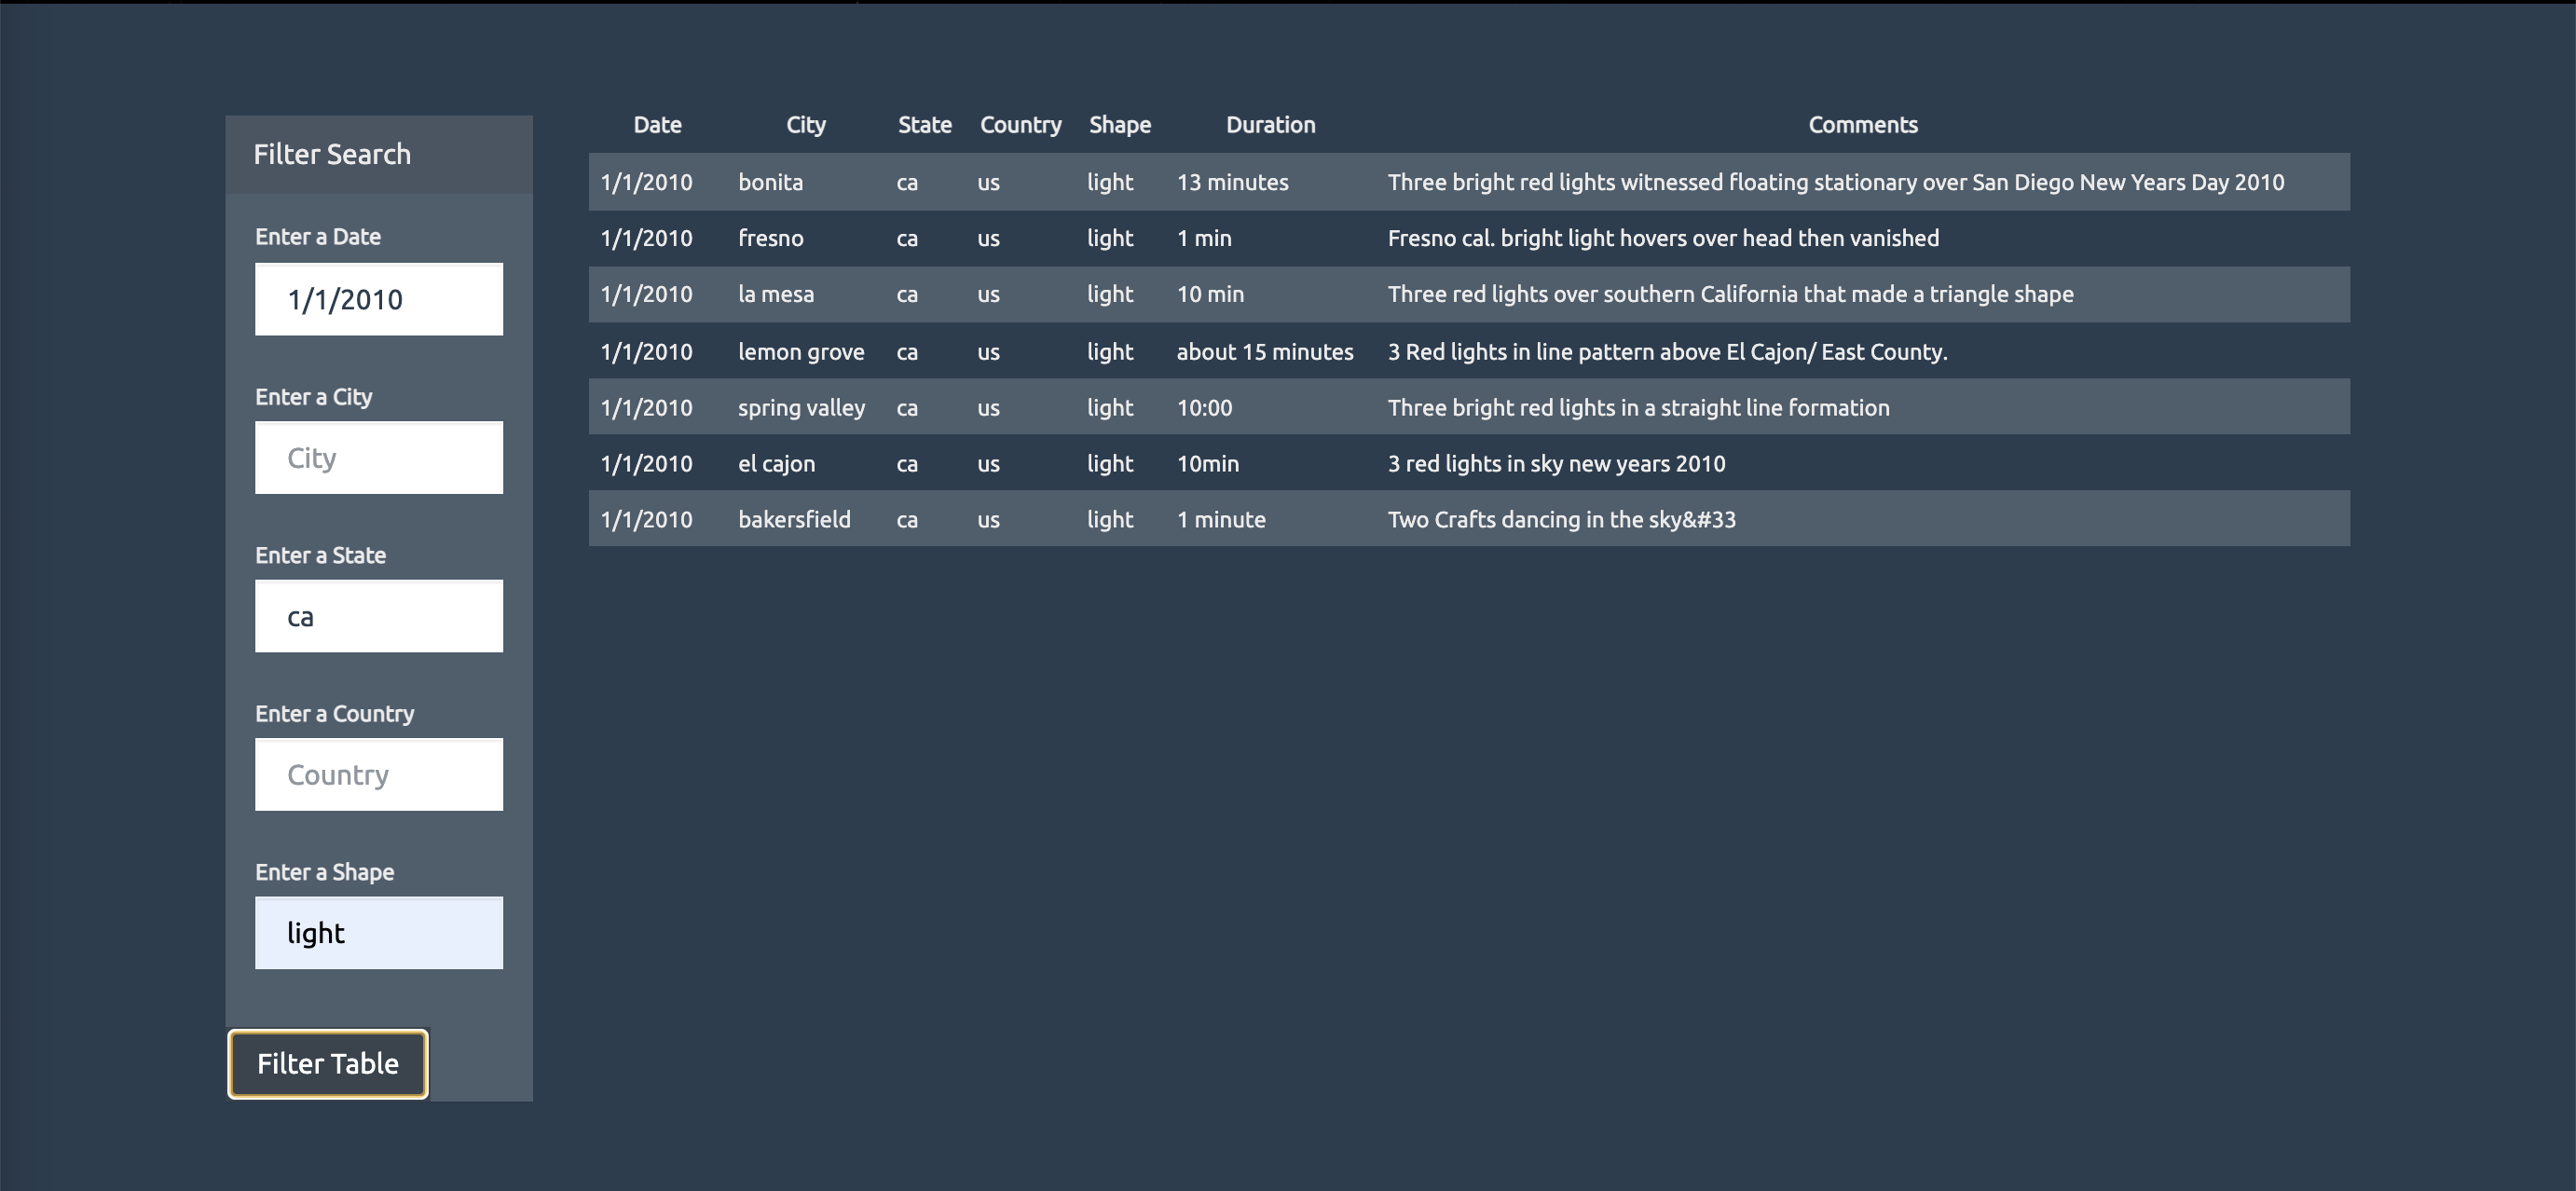 Filter Search
Enter a Date
1/1/2010
Enter a City
City
Enter a State
ca
Enter a Country
Country
Enter a Shape
light
Filter Table
Date City State Country Shape Duration Comments
1/1/2010 bonita ca us light 13 minutes Three bright red lights witnessed floating stationary over San Diego New Years Day 2010
1/1/2010 fresno ca us light 1 min Fresno cal. bright light hovers over head then vanished
1/1/2010 la mesa ca us light 10 min Three red lights over southern California that made a triangle shape
1/1/2010 lemon grove ca us light about 15 minutes 3 Red lights in line pattern above El Cajon/ East County.
1/1/2010 spring valley ca us light 10:00 Three bright red lights in a straight line formation
1/1/2010 el cajon ca us light 10min 3 red lights in sky new years 2010
1/1/2010 bakersfield ca us light 1 minute Two Crafts dancing in the sky&#33